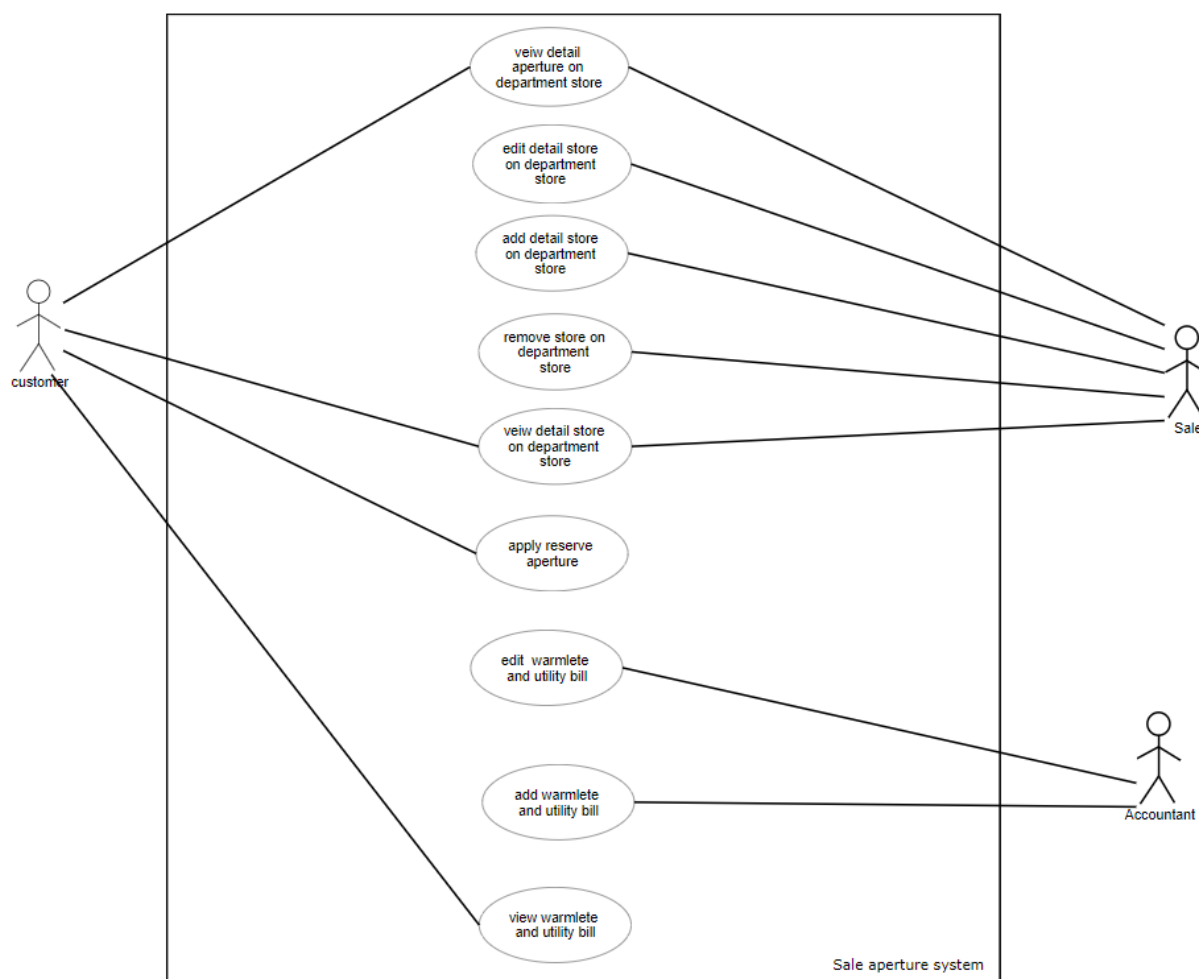 veiw detail
aperture on
department store
edit detail store
on department
store
add detail store
on department
store
customer
remove store on
department
store
Sale
veiw detail store
on department
store
apply reserve
aperture
edit warmlete
and utility bill
add warmlete
and utility bill
Accountant
view warmlete
and utility bill
Sale aperture system